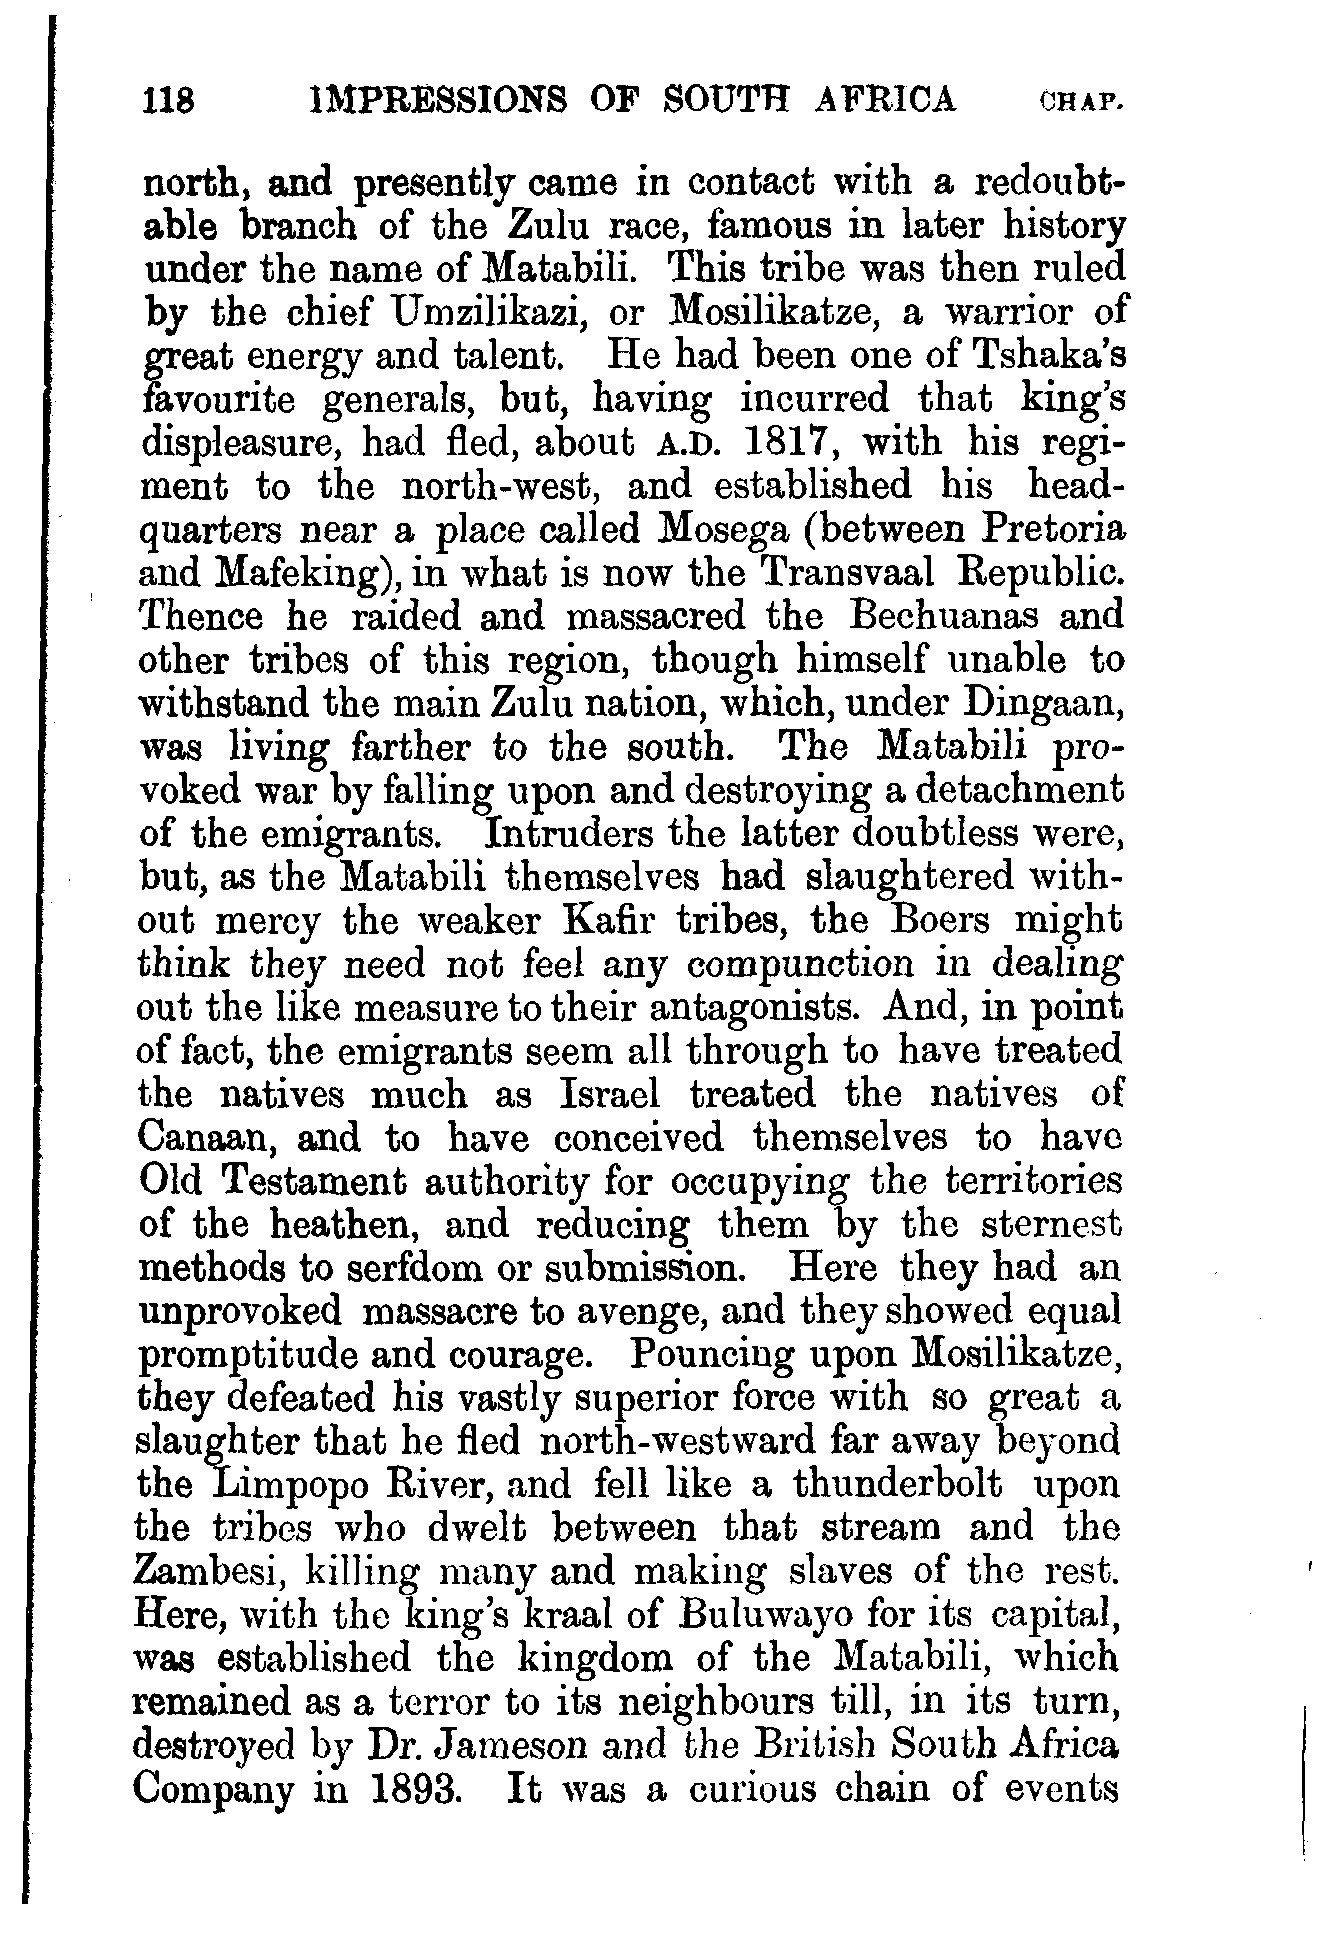 118 IMPRESSIONS OF SOUTH AFRICA CHAP.
north, and presently came in contact with a redoubt-
able branch of the Zulu race, famous in later history
under the name of Matabili. This tribe was then ruled
by the chief Umzilikazi, or Mosilikatze, a warrior of
great energy and talent. He had been one of Tshaka's
favourite generals, but, having incurred that king's
displeasure, had fled, about A.D. 1817, with his regi-
ment to the north-west, and established his head-
quarters near a place called Mosega (between Pretoria
and Mafeking), in what is now the Transvaal Republic.
Thence he raided and massacred the Bechuanas and
other tribes of this region, though himself unable to
withstand the main Zulu nation, which, under Dingaan,
was living farther to the south. The Matabili pro-
voked war by falling upon and destroying a detachment
of the emigrants. Intruders the latter doubtless were,
but, as the Matabili themselves had slaughtered with-
out mercy the weaker Kafir tribes, the Boers might
think they need not feel any compunction in dealing
out the like measure to their antagonists. And, in point
of fact, the emigrants seem all through to have treated
the natives much as Israel treated the natives of
Canaan, and to have conceived themselves to have
Old Testament authority for occupying the territories
of the heathen, and reducing them by the sternest
methods to serfdom or submission. Here they had an
unprovoked massacre to avenge, and they showed equal
promptitude and courage. Pouncing upon Mosilikatze,
they defeated his vastly superior force with so great a
slaughter that he fled north-westward far away beyond
the Limpopo River, and fell like a thunderbolt upon
the tribes who dwelt between that stream and the
Zambesi, killing many and making slaves of the rest.
Here, with the king's kraal of Buluwayo for its capital,
was established the kingdom of the Matabili, which
remained as a terror to its neighbours till, in its turn,
destroyed by Dr. Jameson and the British South Africa
Company in 1893. It was a curious chain of events